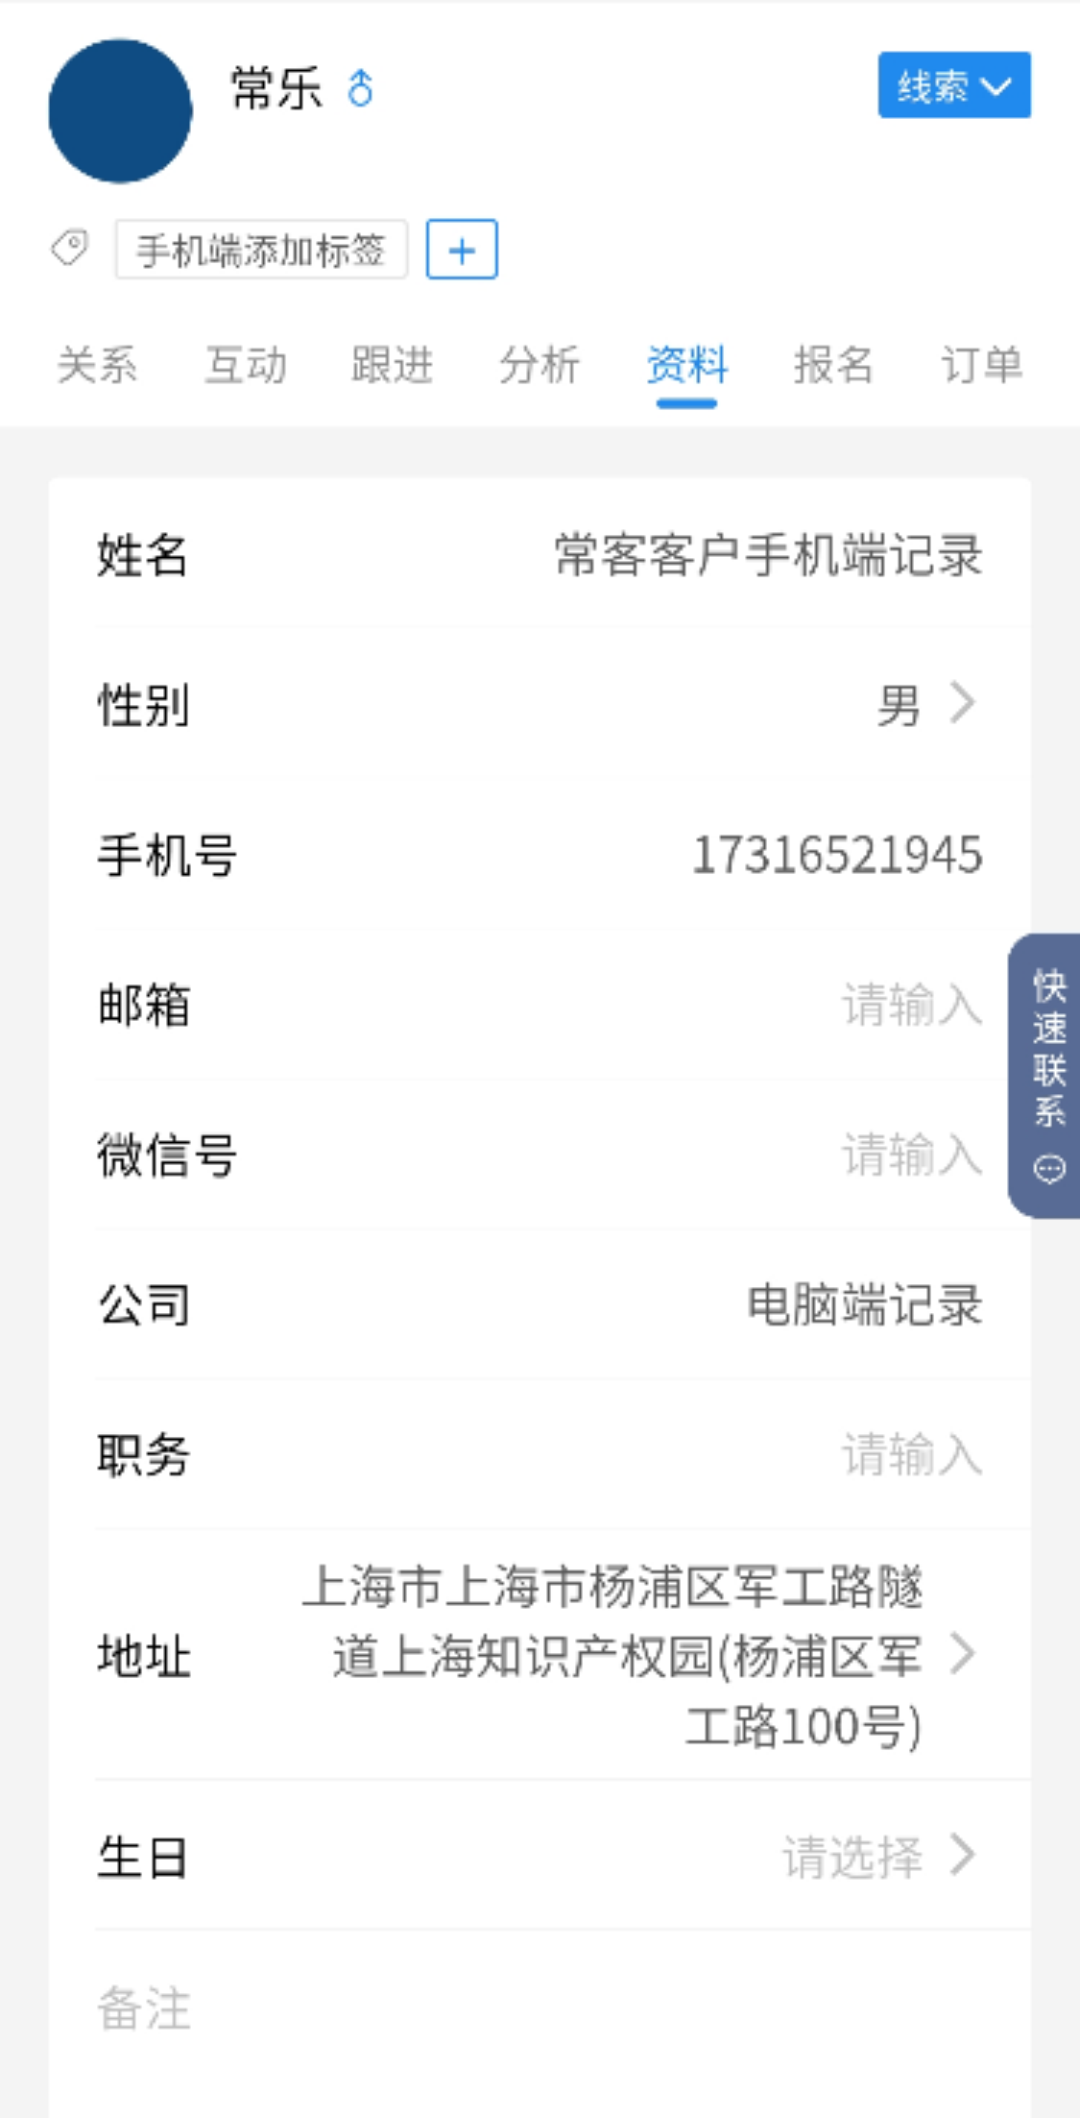 常乐
线索
手机端添加标签
+
关系 互动 跟进 分析 资料 报名 订单
姓名 常客客户手机端记录
性别 男
手机号 17316521945
邮箱 请输入
微信号 请输入
快速联系
公司 电脑端记录
职务 请输入
地址 上海市上海市杨浦区军工路隧
道上海知识产权园(杨浦区军
工路100号)
生日 请选择
备注